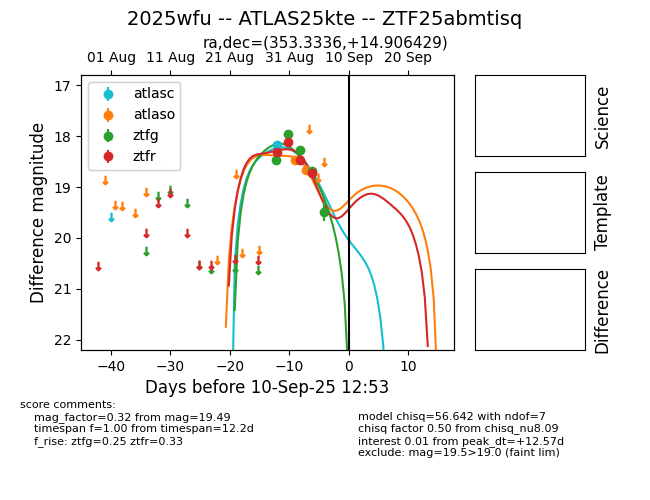 2025wfu -- ATLAS25kte -- ZTF25abmtisq
ra,dec=(353.3336,+14.906429)
01 Aug 11 Aug 21 Aug 31 Aug 10 Sep 20 Sep
17
18
19
20
21
22
Difference magnitude
atlasc
atlaso
ztfg
ztfr
−40 −30 −20 −10 0 10
Days before 10-Sep-25 12:53
Science
Template
Difference
score comments:
mag_factor=0.32 from mag=19.49
timespan f=1.00 from timespan=12.2d
f_rise: ztfg=0.25 ztfr=0.33
model chisq=56.642 with ndof=7
chisq factor 0.50 from chisq_nu8.09
interest 0.01 from peak_dt=+12.57d
exclude: mag=19.5>19.0 (faint lim)